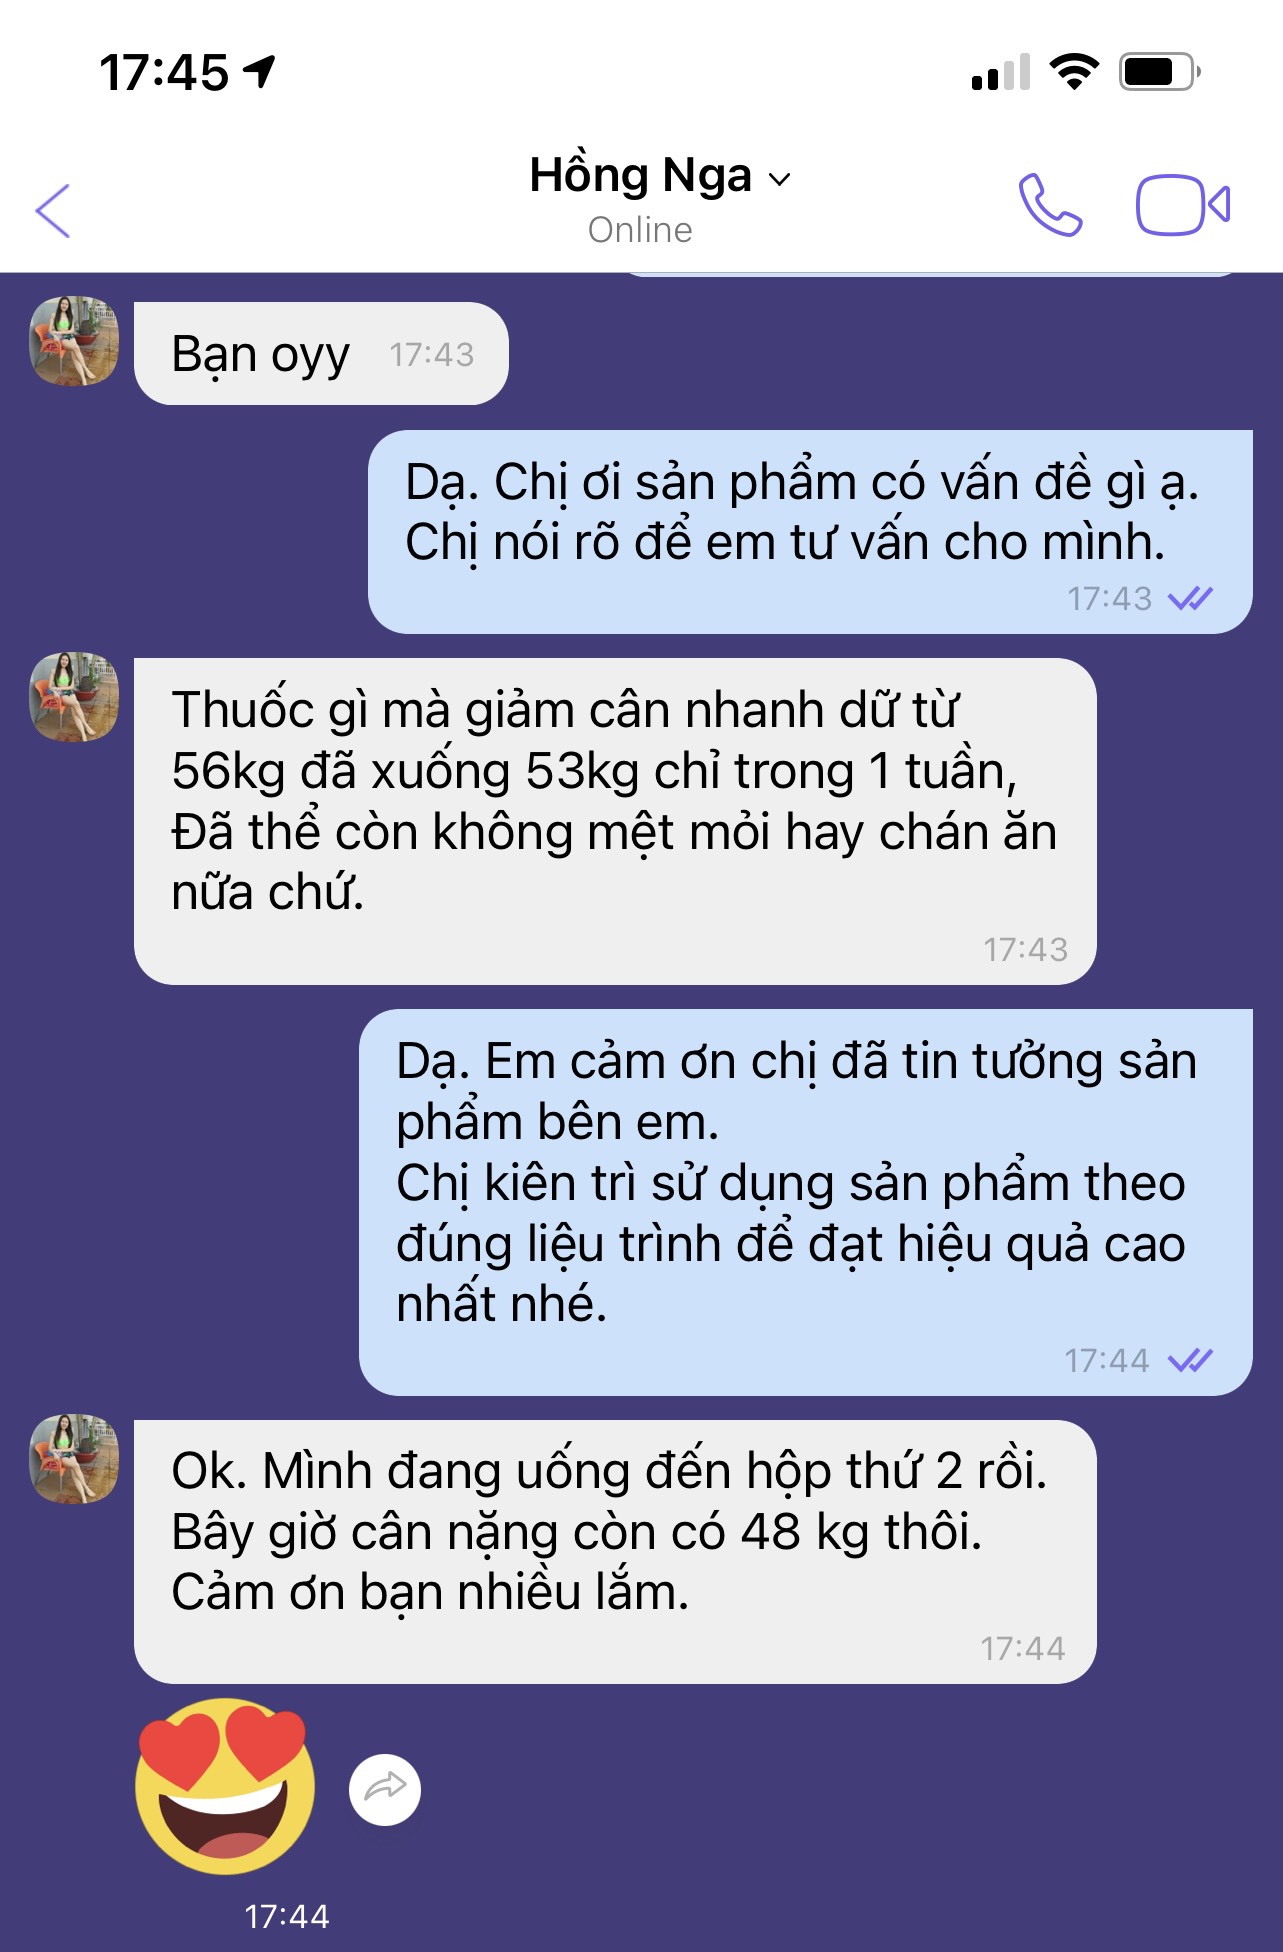 17:45
Hồng Nga
Online
Bạn oyy 17:43
Dạ. Chị ơi sản phẩm có vấn đề gì ạ.
Chị nói rõ để em tư vấn cho mình.
17:43
Thuốc gì mà giảm cân nhanh dữ từ
56kg đã xuống 53kg chỉ trong 1 tuần,
Đã thể còn không mệt mỏi hay chán ăn
nữa chứ.
17:43
Dạ. Em cảm ơn chị đã tin tưởng sản
phẩm bên em.
Chị kiên trì sử dụng sản phẩm theo
đúng liệu trình để đạt hiệu quả cao
nhất nhé.
17:44
Ok. Mình đang uống đến hộp thứ 2 rồi.
Bây giờ cân nặng còn có 48 kg thôi.
Cảm ơn bạn nhiều lắm.
17:44
17:44